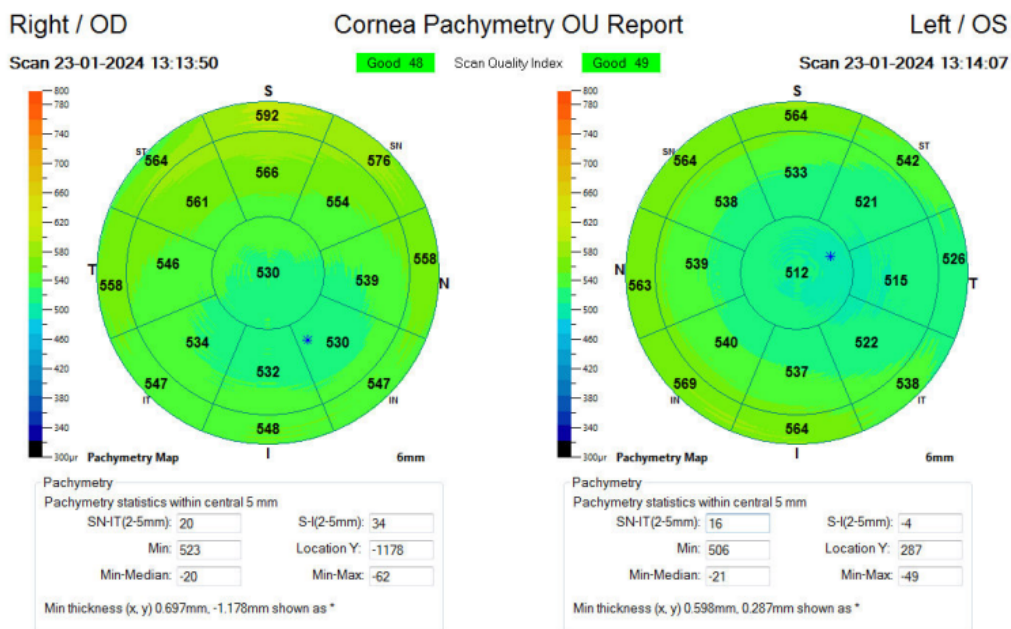 Right / OD Cornea Pachymetry OU Report Left / OS
Scan 23-01-2024 13:13:50 Good 48 Scan Quality Index Good 49 Scan 23-01-2024 13:14:07
800
780
740
700
660
620
580
540
500
460
420
380
340
300μr
S
592
ST
564
SN
576
566
561
554
T
558
546
530
539
558
N
534
530
532
547
547
IT
IN
548
I
Pachymetry Map 6mm
800
780
740
700
660
620
580
540
500
460
420
380
340
300μr
S
564
SN
564
ST
542
533
538
521
N
563
539
512
515
526
T
540
522
537
569
538
IN
IT
564
I
Pachymetry Map 6mm
Pachymetry
Pachymetry statistics within central 5 mm
SN-IT(2-5mm): 20 S-I(2-5mm): 34
Min: 523 Location Y: -1178
Min-Median: -20 Min-Max: -62
Min thickness (x, y) 0.697mm, -1.178mm shown as *
Pachymetry
Pachymetry statistics within central 5 mm
SN-IT(2-5mm): 16 S-I(2-5mm): -4
Min: 506 Location Y: 287
Min-Median: -21 Min-Max: -49
Min thickness (x, y) 0.598mm, 0.287mm shown as *